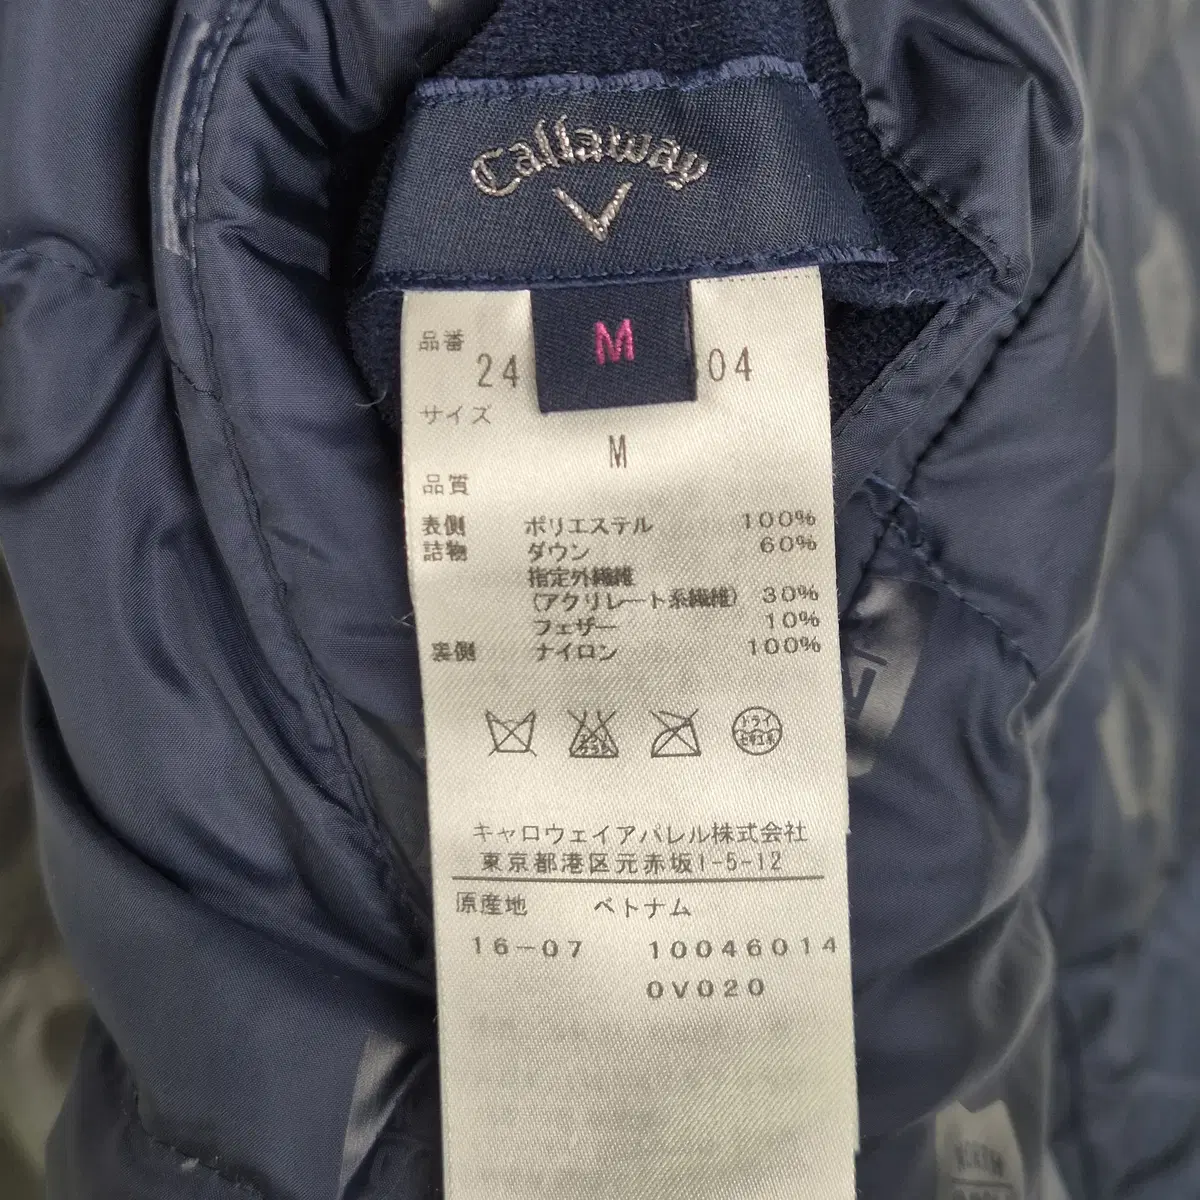 Callaway
M
品番
24 04
サイズ
M
品質
表側 ポリエステル 100%
詰物 ダウン 60%
指定外繊維
(アクリレート系繊維) 30%
フェザー 10%
裏側 ナイロン 100%
ドライ
キャロウェイアパレル株式会社
東京都港区元赤坂1-5-12
原産地 ベトナム
16-07 10046014
0V020